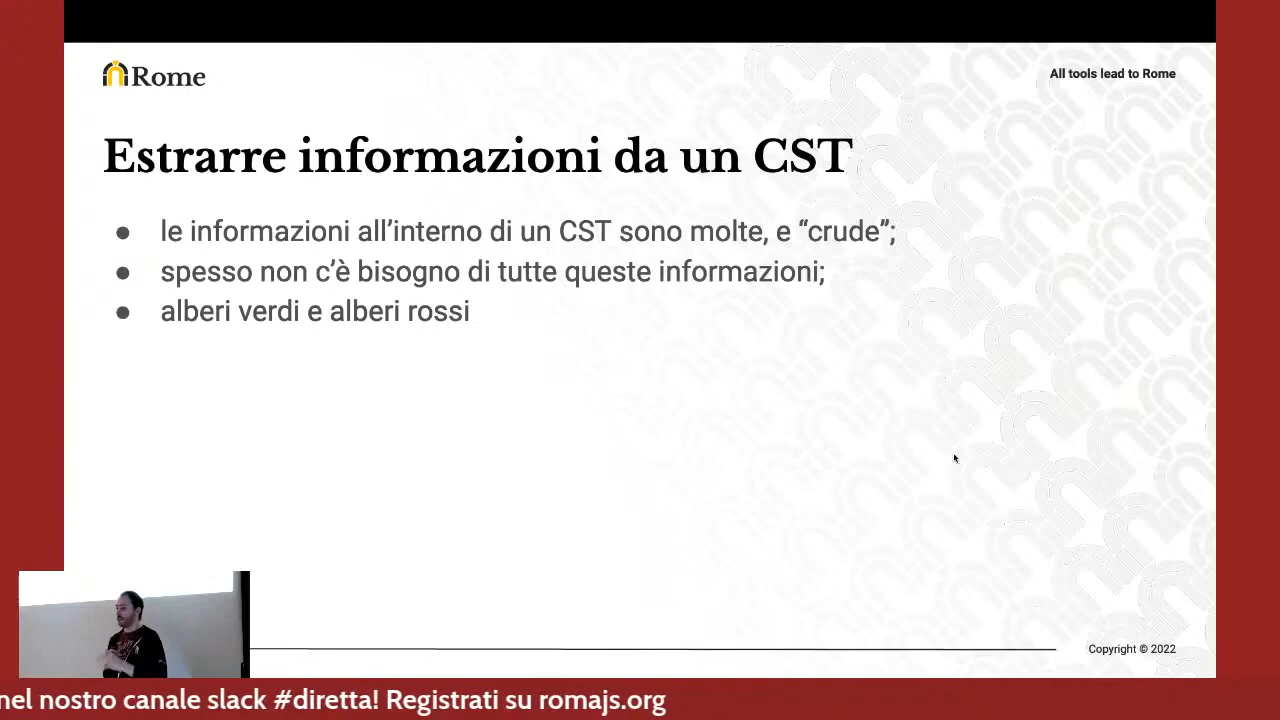 Rome
All tools lead to Rome
Estrarre informazioni da un CST
● le informazioni all’interno di un CST sono molte, e “crude”;
● spesso non c’è bisogno di tutte queste informazioni;
● alberi verdi e alberi rossi
Copyright © 2022
nel nostro canale slack #diretta! Registrati su romajs.org